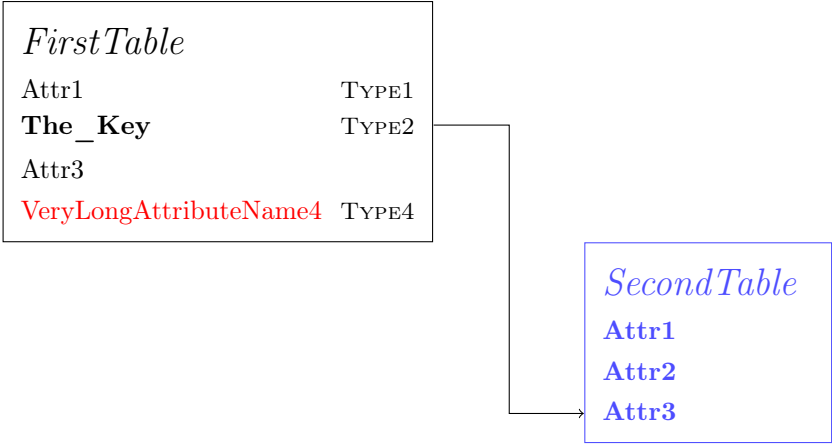 FirstTable
Attr1 Type1
The_Key Type2
Attr3
VeryLongAttributeName4 Type4
SecondTable
Attr1
Attr2
Attr3